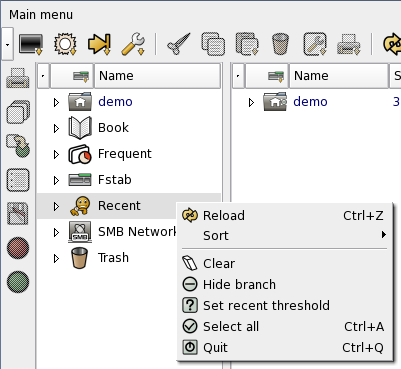 Main menu
Name
Name
S
demo
demo
3
Book
Frequent
Fstab
Recent
SMB Network
SMB
Trash
Reload Ctrl+Z
Sort
Clear
Hide branch
Set recent threshold
Select all Ctrl+A
Quit Ctrl+Q